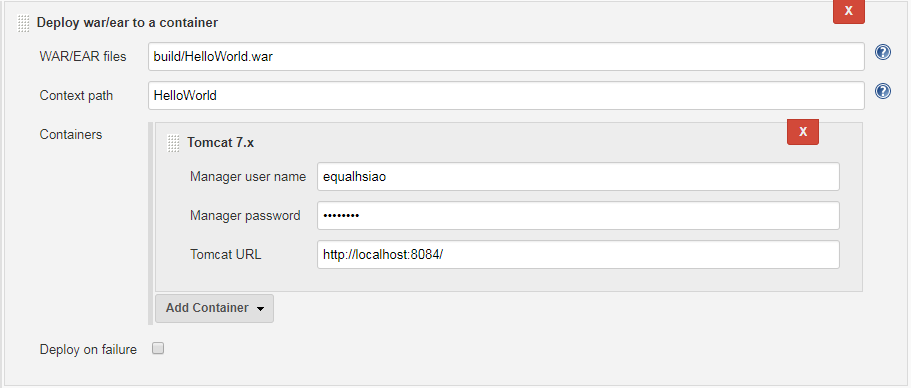 X
Deploy war/ear to a container
WAR/EAR files build/HelloWorld.war ?
Context path HelloWorld ?
Containers
X
Tomcat 7.x
Manager user name equalhsiao
Manager password ••••••••
Tomcat URL http://localhost:8084/
Add Container
Deploy on failure